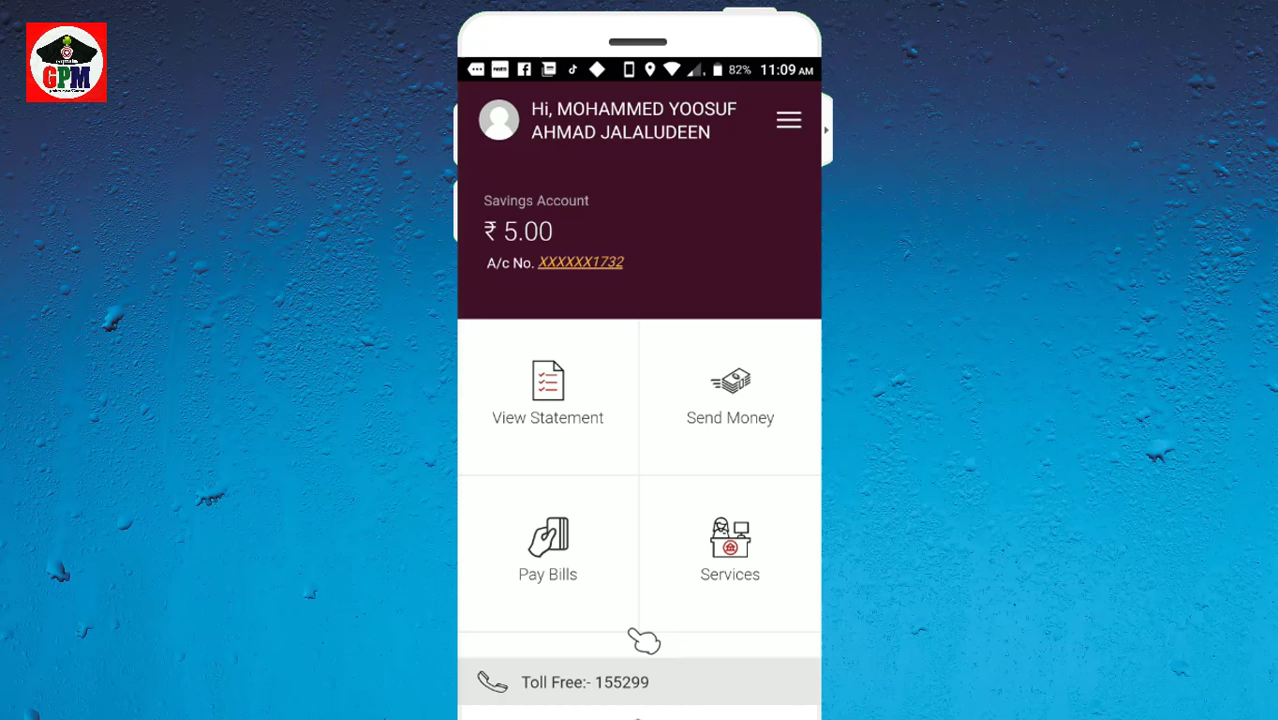 GPM
82% 11:09 AM
Hi, MOHAMMED YOOSUF
AHMAD JALALUDEEN
Savings Account
₹ 5.00
A/c No. XXXXXX1732
View Statement
Send Money
Pay Bills
Services
Toll Free:- 155299